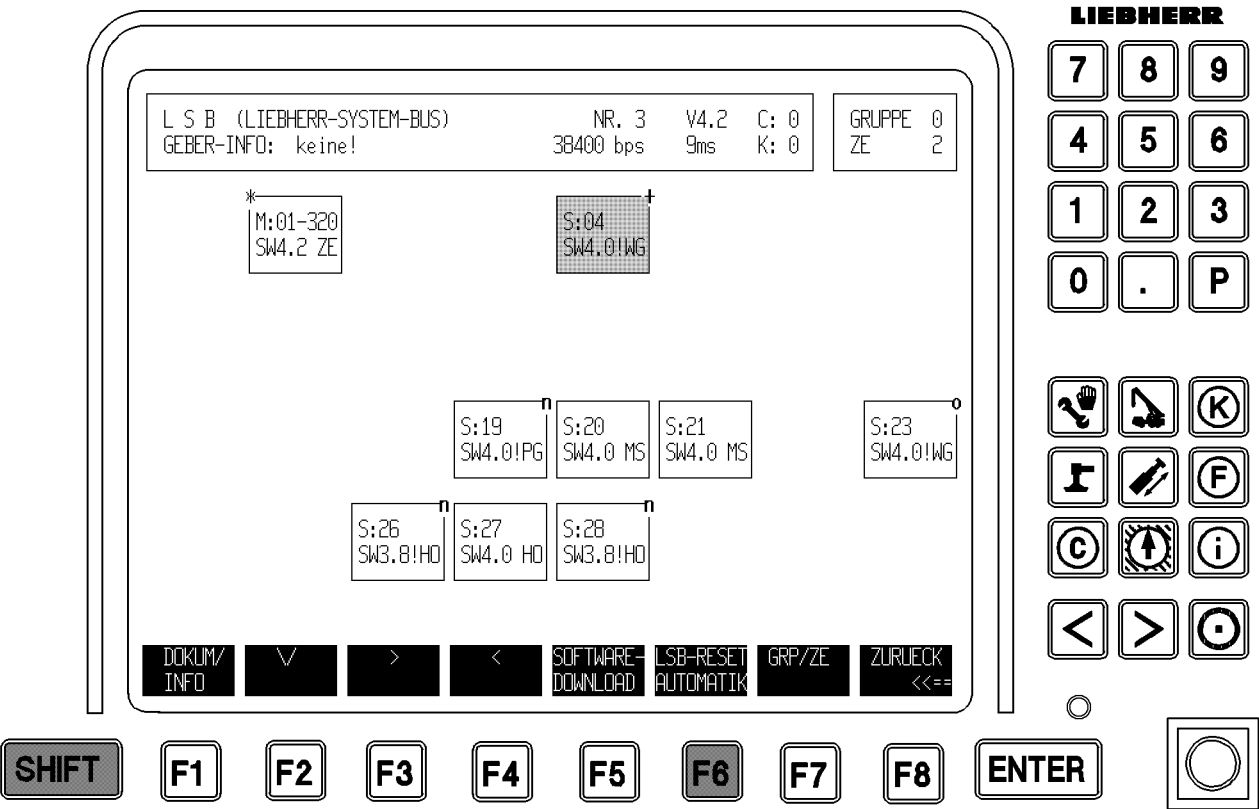 LIEBHERR
L S B (LIEBHERR-SYSTEM-BUS) NR. 3 V4.2 C: 0
GEBER-INFO: keine! 38400 bps 9ms K: 0
GRUPPE 0
ZE 2
*
M:01-320
SW4.2 ZE
+
S:04
SW4.0!WG
n
S:19
SW4.0!PG
S:20
SW4.0 MS
S:21
SW4.0 MS
o
S:23
SW4.0!WG
n
S:26
SW3.8!HO
S:27
SW4.0 HO
n
S:28
SW3.8!HO
DOKUM/
INFO
\/
>
<
SOFTWARE-
DOWNLOAD
LSB-RESET
AUTOMATIK
GRP/ZE
ZURUECK
<<==
7 8 9
4 5 6
1 2 3
0 . P
K
F
C i
< >
SHIFT F1 F2 F3 F4 F5 F6 F7 F8 ENTER